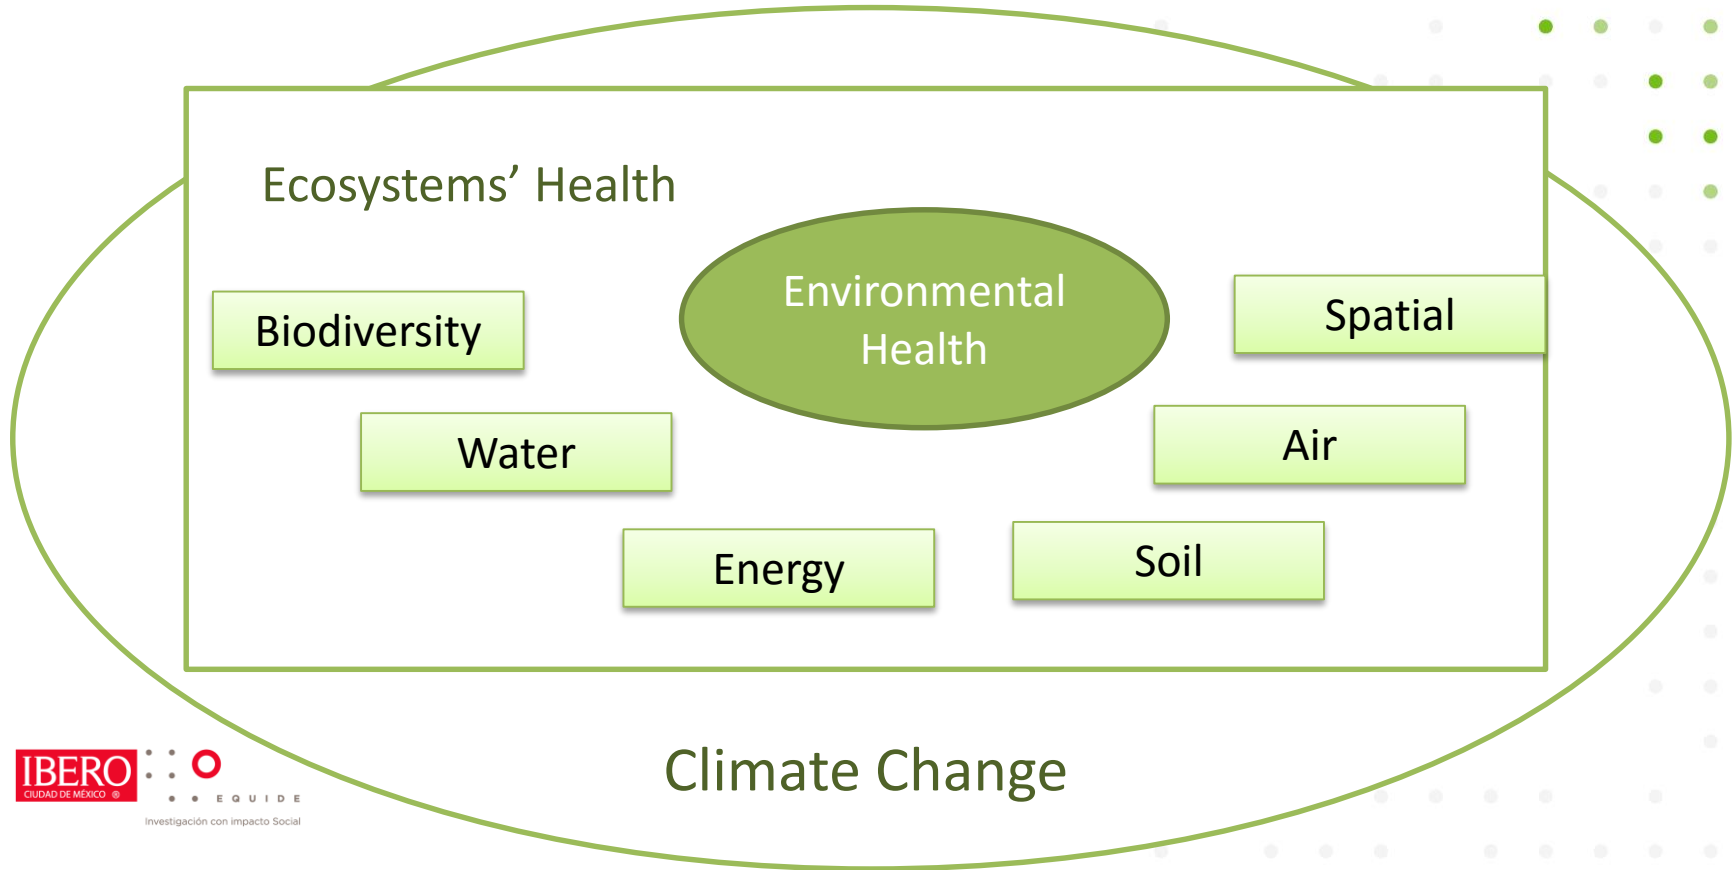 Ecosystems’ Health
Environmental
Health
Biodiversity
Spatial
Water
Air
Energy
Soil
Climate Change
IBERO
CIUDAD DE MÉXICO ®
EQUIDE
Investigación con impacto Social